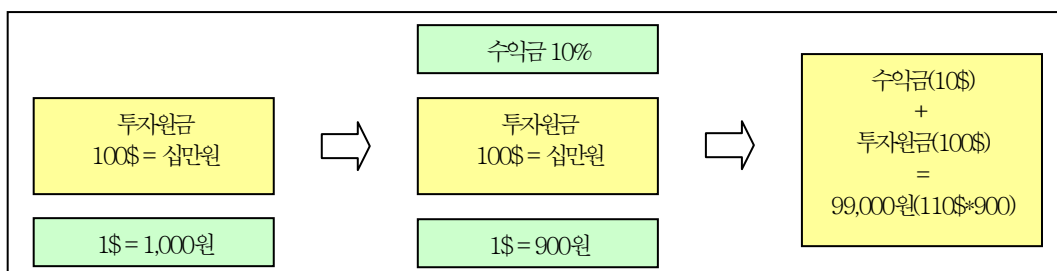 투자원금
100$ = 십만원
1$ = 1,000원
수익금 10%
투자원금
100$ = 십만원
1$ = 900원
수익금(10$)
+
투자원금(100$)
=
99,000원(110$*900)